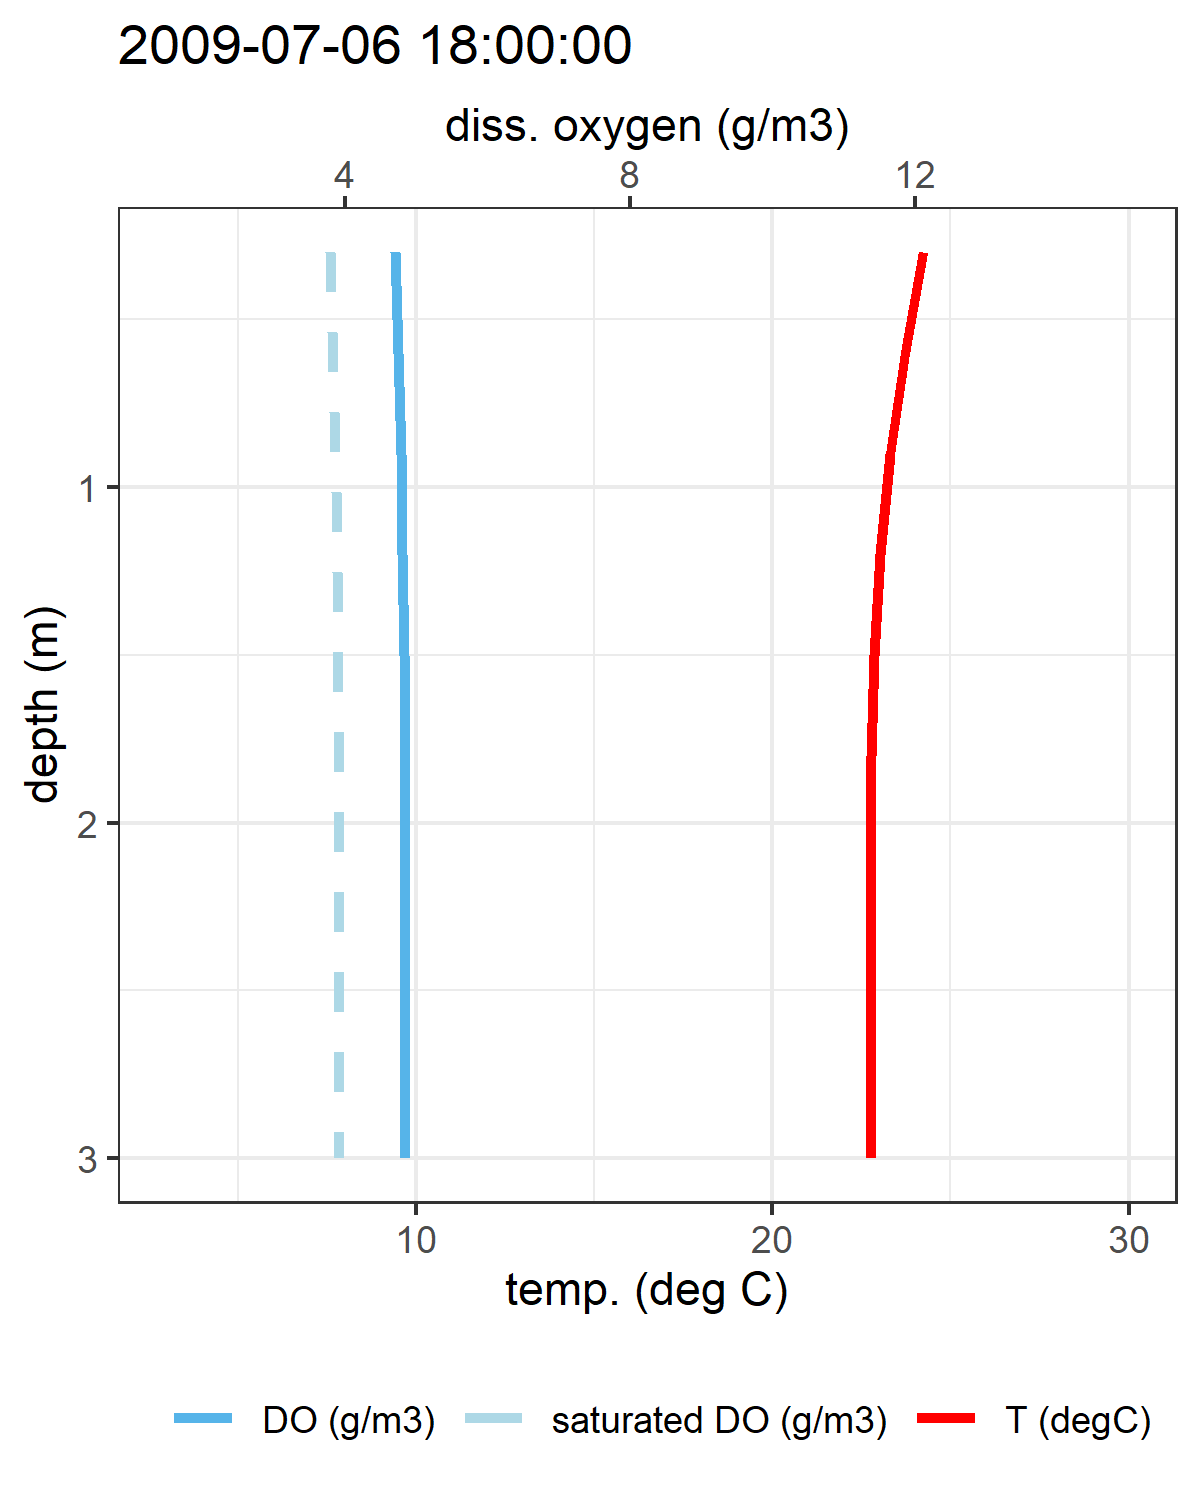 2009-07-06 18:00:00
diss. oxygen (g/m3)
4 8 12
depth (m)
1
2
3
10 20 30
temp. (deg C)
DO (g/m3) saturated DO (g/m3) T (degC)